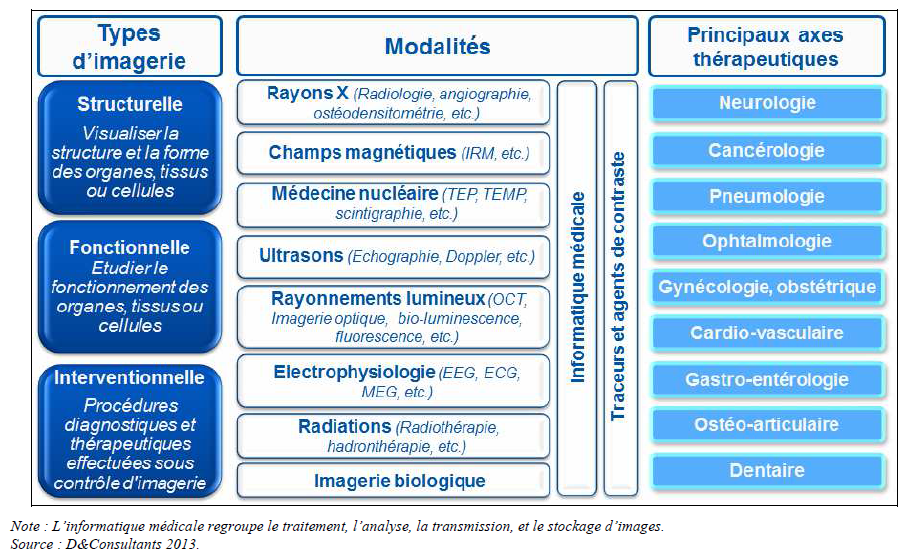 Types
d'imagerie
Structurelle
Visualiser la
structure et la forme
des organes, tissus
ou cellules
Fonctionnelle
Etudier le
fonctionnement des
organes, tissus ou
cellules
Interventionnelle
Procédures
diagnostiques et
thérapeutiques
effectuées sous
contrôle d'imagerie
Modalités
Rayons X (Radiologie, angiographie,
ostéodensitométrie, etc.)
Champs magnétiques (IRM, etc.)
Médecine nucléaire (TEP, TEMP,
scintigraphie, etc.)
Ultrasons (Echographie, Doppler, etc.)
Rayonnements lumineux (OCT,
Imagerie optique, bio-luminescence,
fluorescence, etc.)
Electrophysiologie (EEG, ECG,
MEG, etc.)
Radiations (Radiothérapie,
hadronthérapie, etc.)
Imagerie biologique
Informatique médicale
Traceurs et agents de contraste
Principaux axes
thérapeutiques
Neurologie
Cancérologie
Pneumologie
Ophtalmologie
Gynécologie, obstétrique
Cardio-vasculaire
Gastro-entérologie
Ostéo-articulaire
Dentaire
Note : L'informatique médicale regroupe le traitement, l'analyse, la transmission, et le stockage d'images.
Source : D&Consultants 2013.